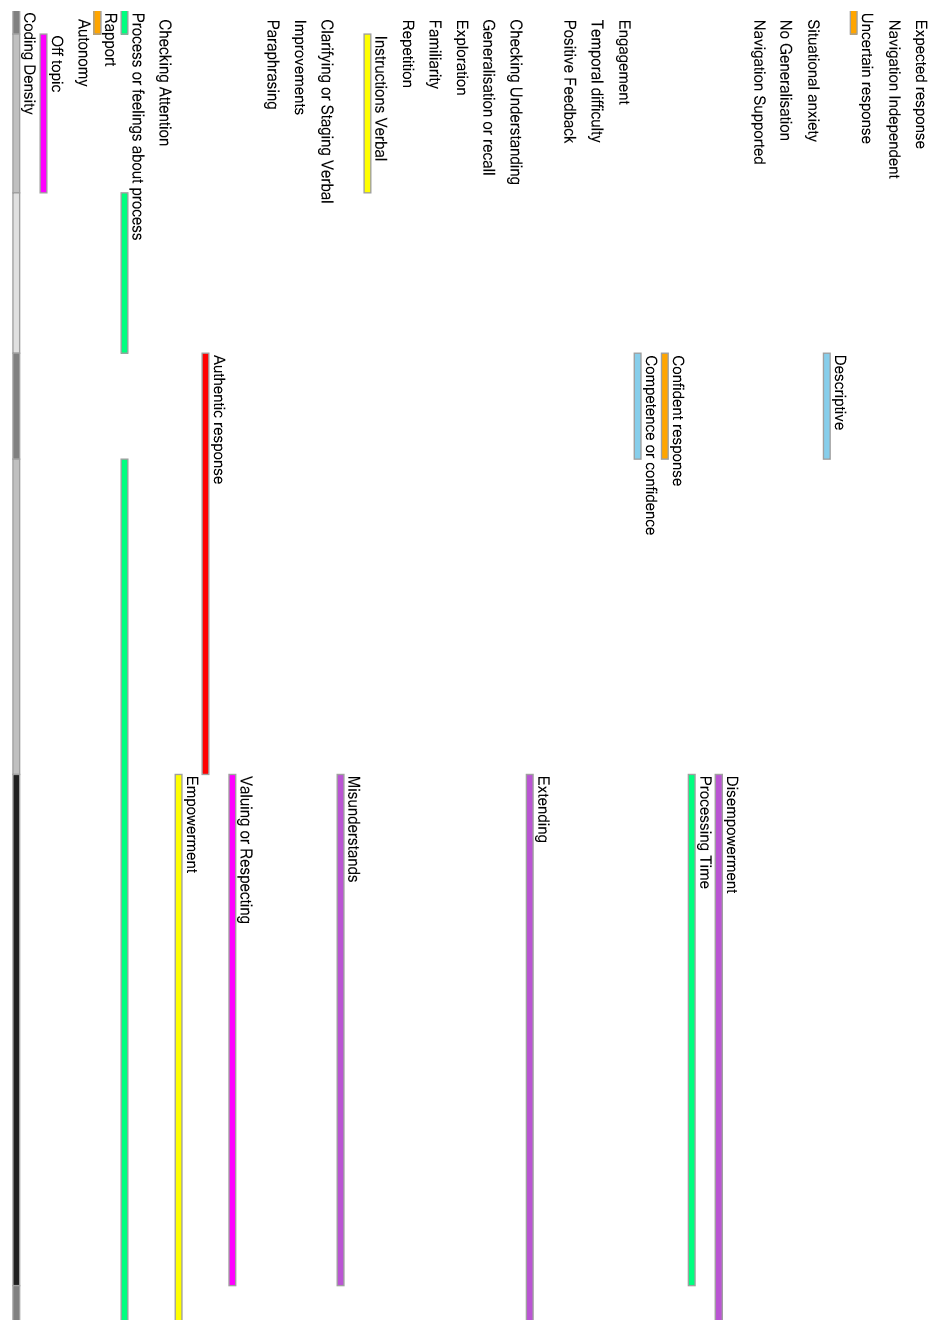 Expected response
Navigation Independent
Uncertain response
Descriptive
Situational anxiety
No Generalisation
Navigation Supported
Disempowerment
Processing Time
Confident response
Competence or confidence
Engagement
Temporal difficulty
Positive Feedback
Extending
Checking Understanding
Generalisation or recall
Exploration
Familiarity
Repetition
Instructions Verbal
Misunderstands
Clarifying or Staging Verbal
Improvements
Paraphrasing
Valuing or Respecting
Authentic response
Empowerment
Checking Attention
Process or feelings about process
Rapport
Autonomy
Off topic
Coding Density